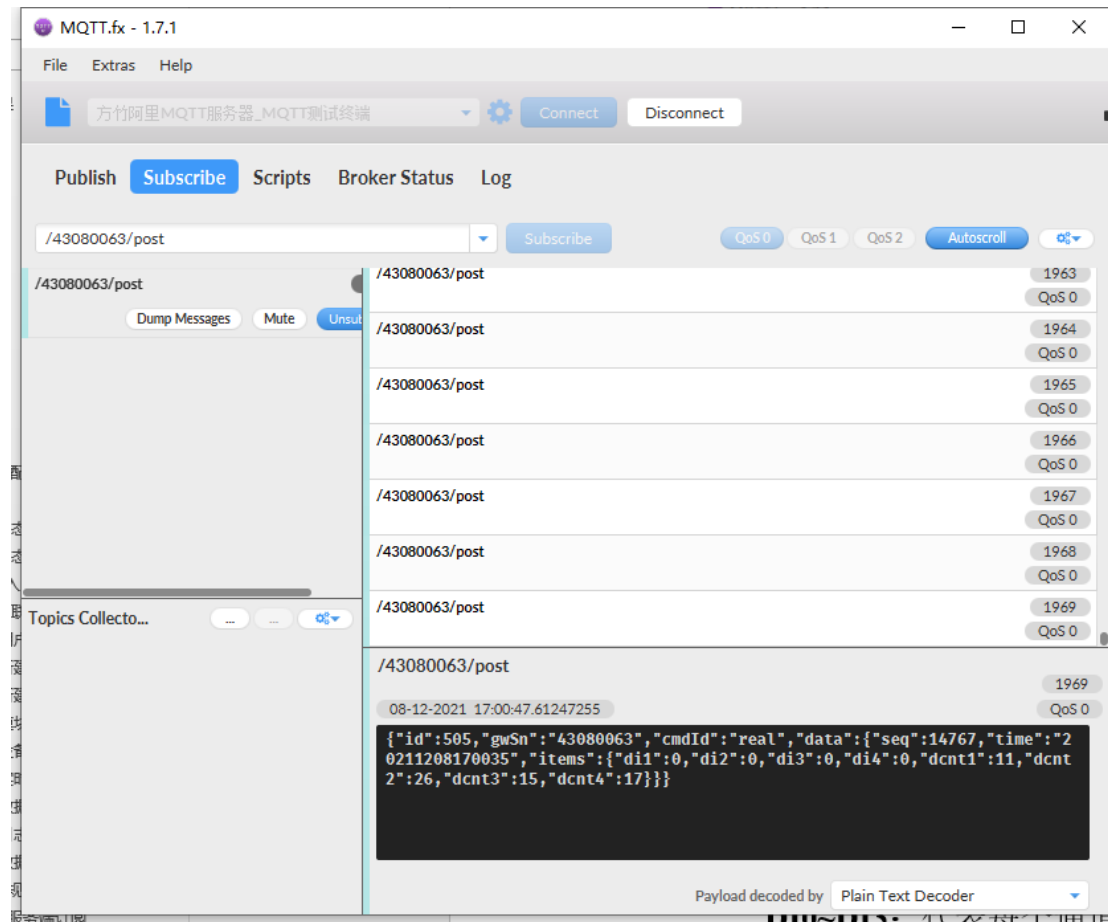 MQTT.fx - 1.7.1
File Extras Help
方竹阿里MQTT服务器_MQTT测试终端 Connect Disconnect
Publish Subscribe Scripts Broker Status Log
/43080063/post Subscribe QoS 0 QoS 1 QoS 2 Autoscroll
/43080063/post
Dump Messages Mute Unsub
/43080063/post 1963
QoS 0
/43080063/post 1964
QoS 0
/43080063/post 1965
QoS 0
/43080063/post 1966
QoS 0
/43080063/post 1967
QoS 0
/43080063/post 1968
QoS 0
/43080063/post 1969
QoS 0
Topics Collecto... ... ...
/43080063/post
1969
08-12-2021 17:00:47.61247255 QoS 0
{"id":505,"gwSn":"43080063","cmdId":"real","data":{"seq":14767,"time":"2
0211208170035","items":{"di1":0,"di2":0,"di3":0,"di4":0,"dcnt1":11,"dcnt
2":26,"dcnt3":15,"dcnt4":17}}}
Payload decoded by Plain Text Decoder